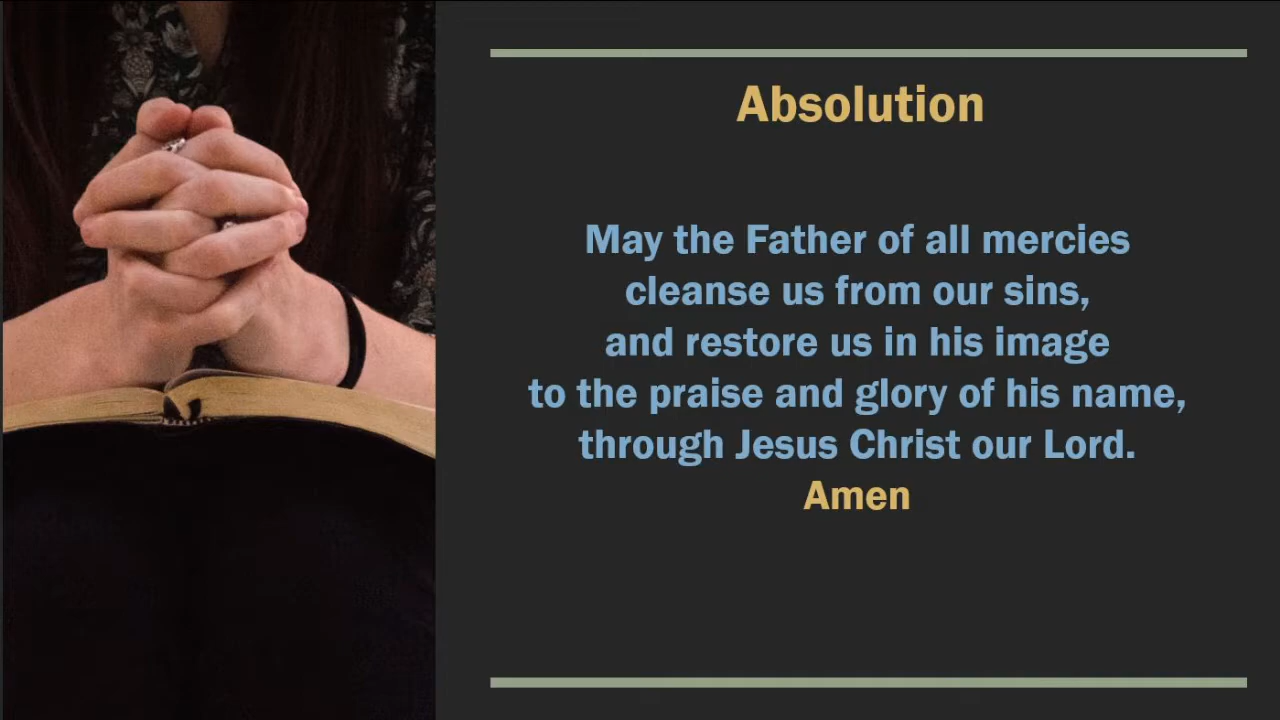 Absolution
May the Father of all mercies
cleanse us from our sins,
and restore us in his image
to the praise and glory of his name,
through Jesus Christ our Lord.
Amen